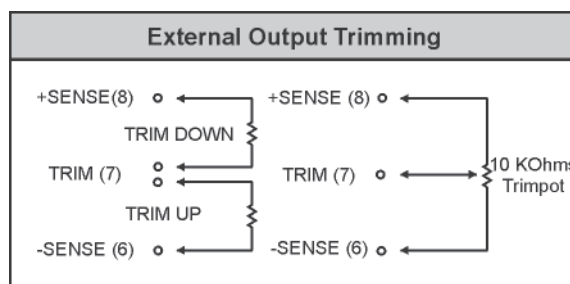 External Output Trimming
+SENSE(8)
TRIM DOWN
TRIM (7)
TRIM UP
-SENSE (6)
+SENSE (8)
TRIM (7)
10 KOhms
Trimpot
-SENSE (6)